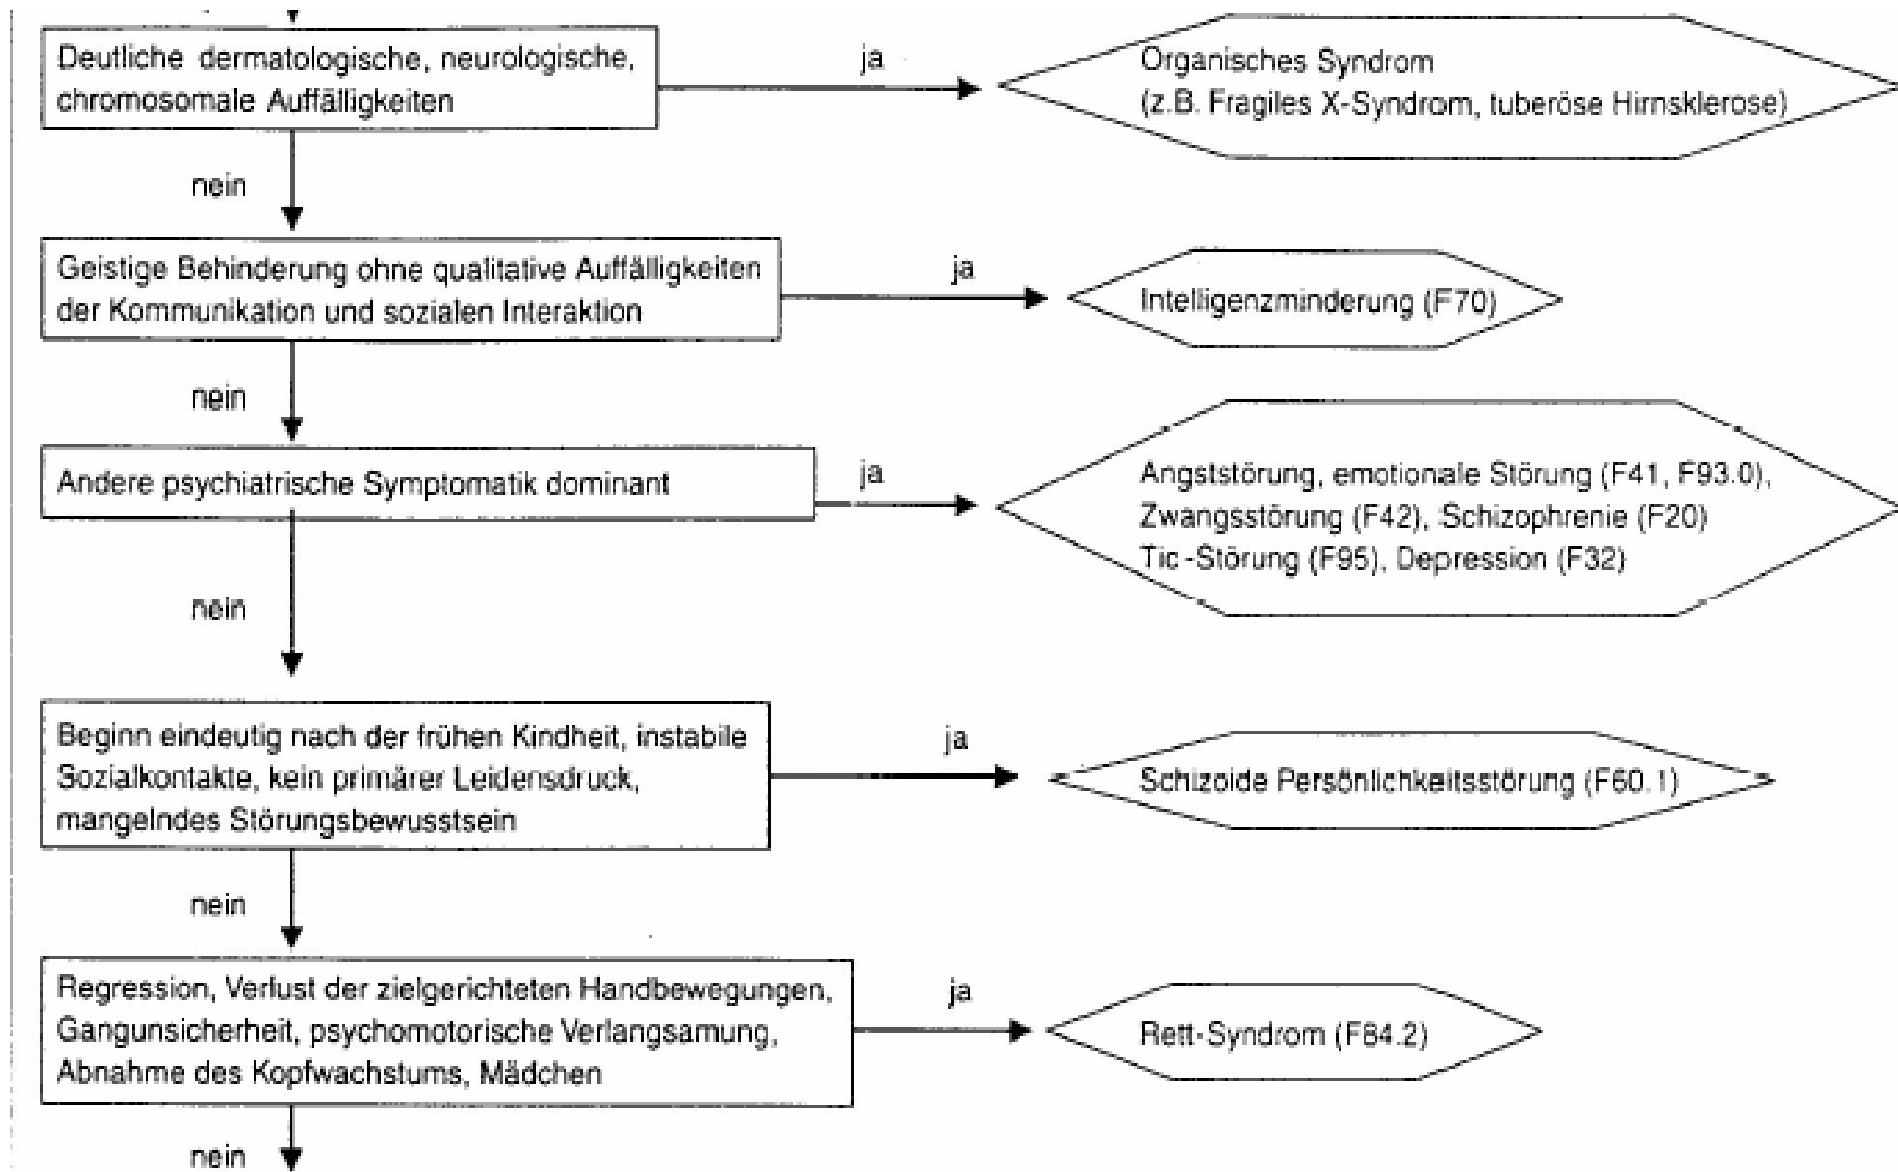 Deutliche dermatologische, neurologische,
chromosomale Auffälligkeiten
ja
Organisches Syndrom
(z.B. Fragiles X-Syndrom, tuberöse Hirnsklerose)
nein
Geistige Behinderung ohne qualitative Auffälligkeiten
der Kommunikation und sozialen Interaktion
ja
Intelligenzminderung (F70)
nein
Andere psychiatrische Symptomatik dominant
ja
Angststörung, emotionale Störung (F41, F93.0),
Zwangsstörung (F42), Schizophrenie (F20)
Tic-Störung (F95), Depression (F32)
nein
Beginn eindeutig nach der frühen Kindheit, instabile
Sozialkontakte, kein primärer Leidensdruck,
mangelndes Störungsbewusstsein
ja
Schizoide Persönlichkeitsstörung (F60.1)
nein
Regression, Verlust der zielgerichteten Handbewegungen,
Gangunsicherheit, psychomotorische Verlangsamung,
Abnahme des Kopfwachstums, Mädchen
ja
Rett-Syndrom (F84.2)
nein